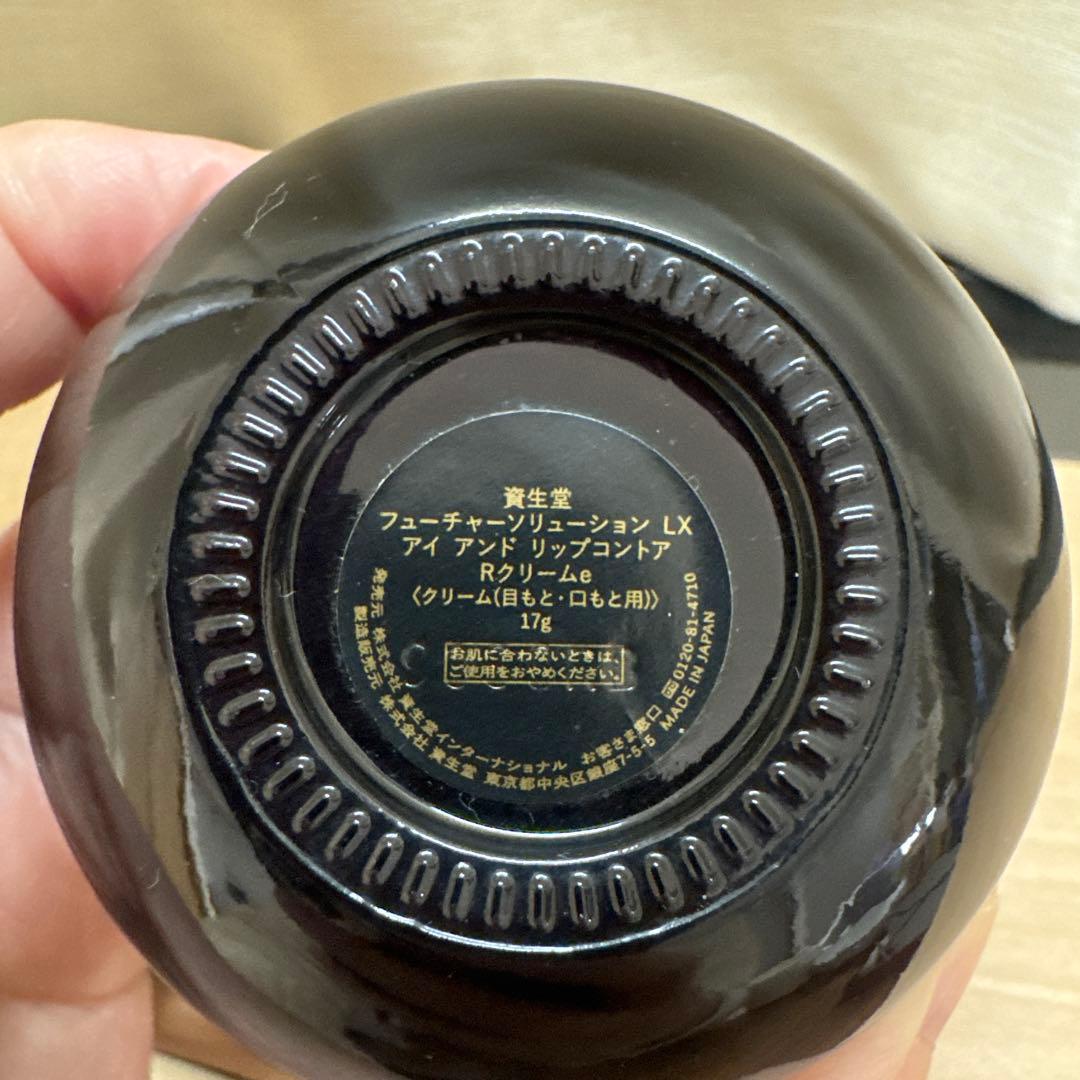 資生堂
フューチャーソリューション LX
アイ アンド リップコントア
Rクリームe
〈クリーム(目もと・口もと用)〉
17g
お肌に合わないときは、
ご使用をおやめください。
発売元 株式会社 資生堂インターナショナル お客さま窓口 0120-81-4710
製造販売元 株式会社 資生堂 東京都中央区銀座7-5-5 MADE IN JAPAN